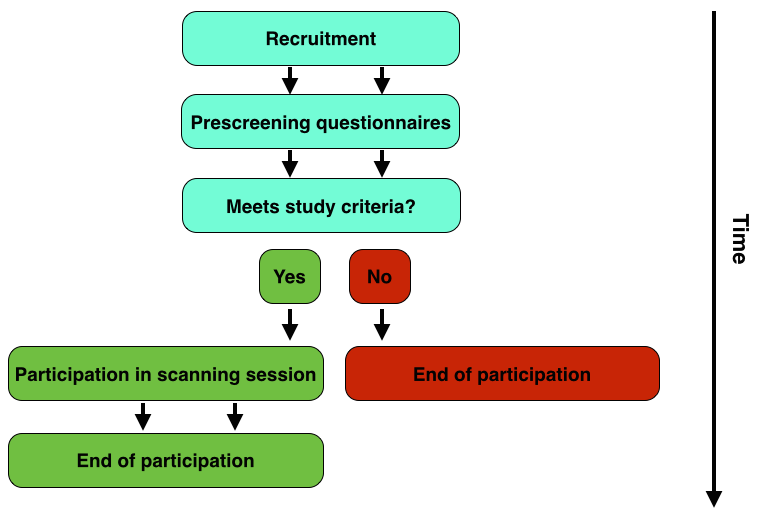 Recruitment
Prescreening questionnaires
Meets study criteria?
Yes
No
Participation in scanning session
End of participation
End of participation
Time